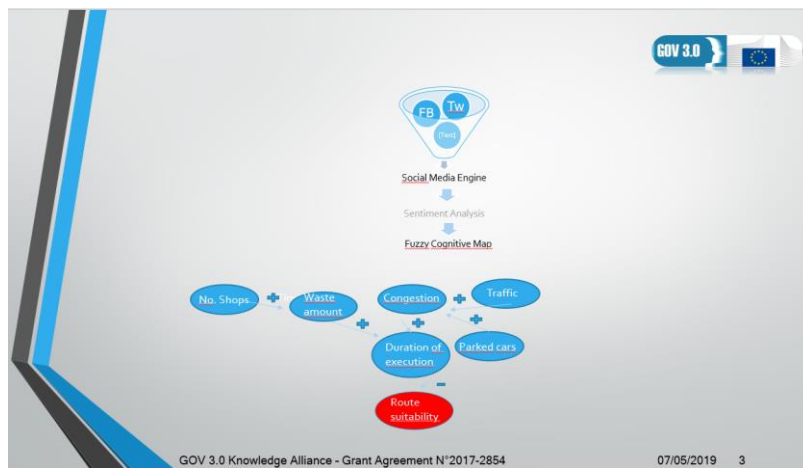 GOV 3.0
FB
Tw
[Text]
Social Media Engine
Sentiment Analysis
Fuzzy Cognitive Map
No. Shops
Waste
amount
Congestion
Traffic
Duration of
execution
Parked cars
Route
suitability
GOV 3.0 Knowledge Alliance - Grant Agreement N°2017-2854
07/05/2019
3